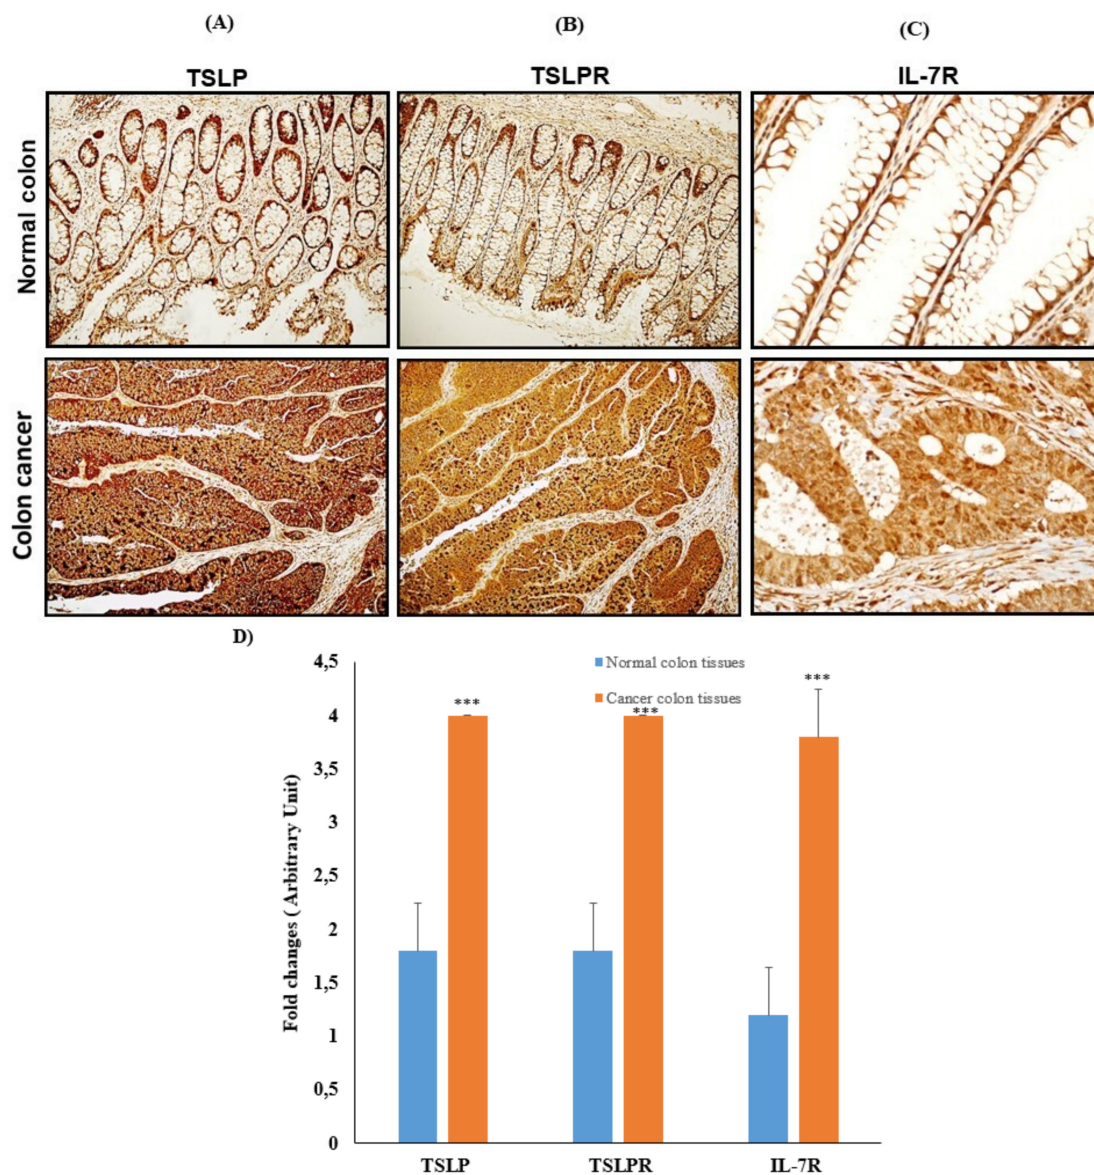 (A)
(B)
(C)
TSLP
TSLPR
IL-7R
Normal colon
Colon cancer
D)
Fold changes ( Arbitrary Unit)
4,5
4
3,5
3
2,5
2
1,5
1
0,5
0
Normal colon tissues
Cancer colon tissues
***
***
***
TSLP
TSLPR
IL-7R